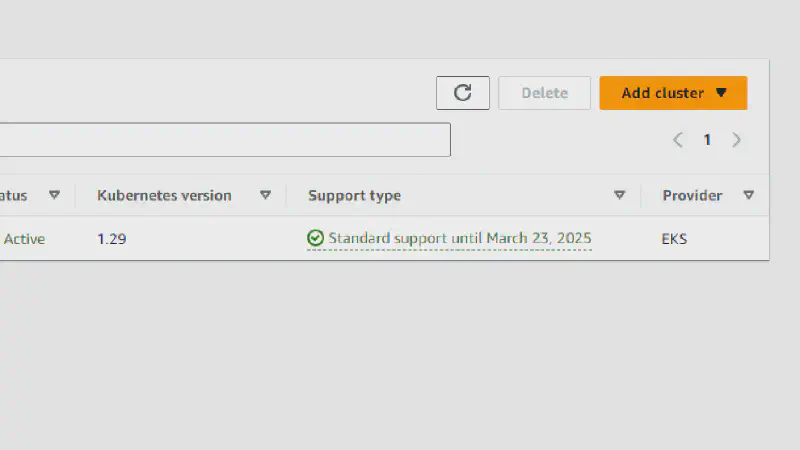 Delete Add cluster
1
atus Kubernetes version Support type Provider
Active 1.29 Standard support until March 23, 2025 EKS